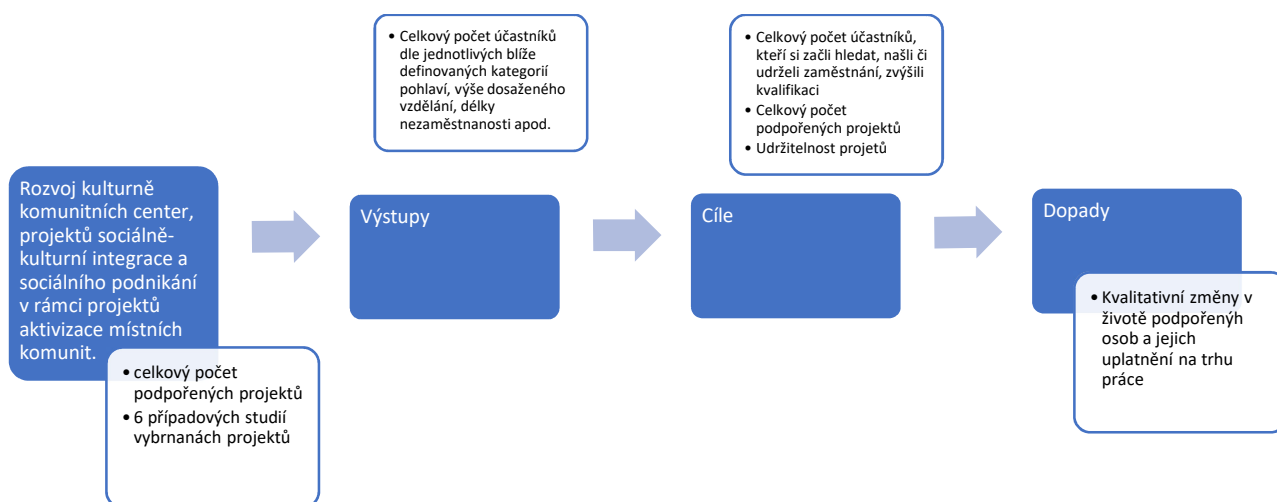 Rozvoj kulturně
komunitních center,
projektů sociálně-
kulturní integrace a
sociálního podnikání
v rámci projektů
aktivizace místních
komunit.
• celkový počet
podpořených projektů
• 6 případových studií
vybrnanách projektů
• Celkový počet účastníků
dle jednotlivých blíže
definovaných kategorií
pohlaví, výše dosaženého
vzdělání, délky
nezaměstnanosti apod.
Výstupy
• Celkový počet účastníků,
kteří si začli hledat, našli či
udrželi zaměstnání, zvýšili
kvalifikaci
• Celkový počet
podpořených projektů
• Udržitelnost projetů
Cíle
Dopady
• Kvalitativní změny v
životě podpořenýh
osob a jejich
uplatnění na trhu
práce